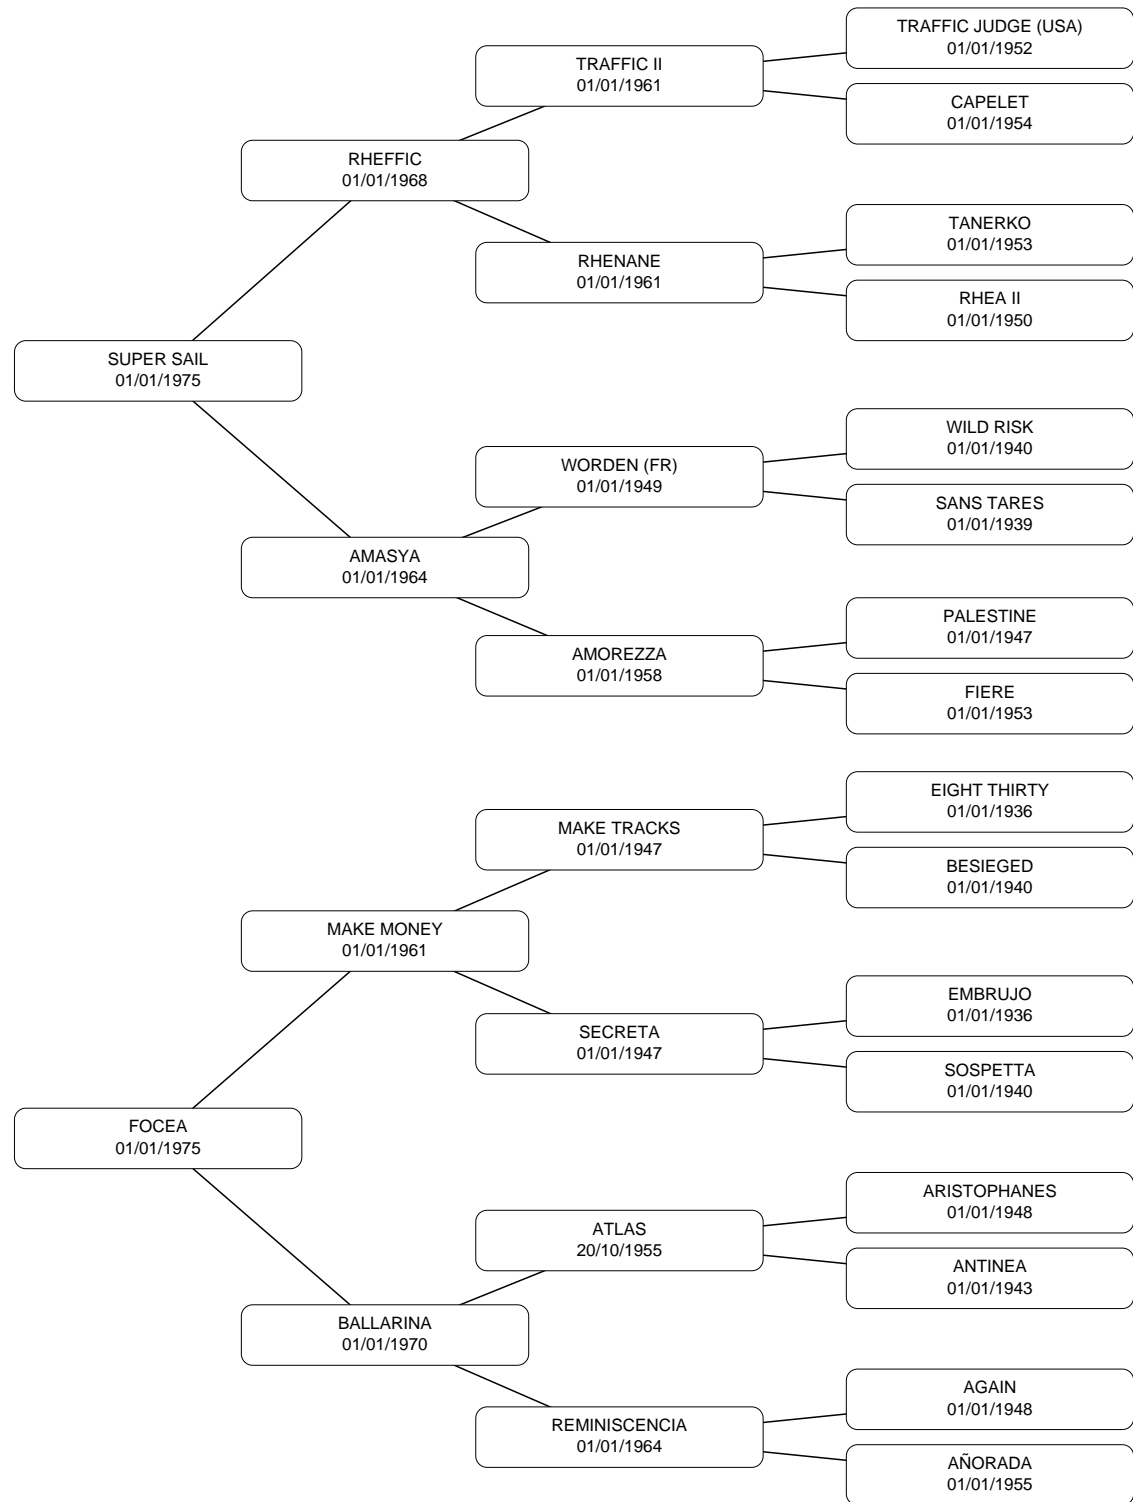 TRAFFIC JUDGE (USA)
01/01/1952
TRAFFIC II
01/01/1961
CAPELET
01/01/1954
RHEFFIC
01/01/1968
TANERKO
01/01/1953
RHENANE
01/01/1961
RHEA II
01/01/1950
SUPER SAIL
01/01/1975
WILD RISK
01/01/1940
WORDEN (FR)
01/01/1949
SANS TARES
01/01/1939
AMASYA
01/01/1964
PALESTINE
01/01/1947
AMOREZZA
01/01/1958
FIERE
01/01/1953
EIGHT THIRTY
01/01/1936
MAKE TRACKS
01/01/1947
BESIEGED
01/01/1940
MAKE MONEY
01/01/1961
EMBRUJO
01/01/1936
SECRETA
01/01/1947
SOSPETTA
01/01/1940
FOCEA
01/01/1975
ARISTOPHANES
01/01/1948
ATLAS
20/10/1955
ANTINEA
01/01/1943
BALLARINA
01/01/1970
AGAIN
01/01/1948
REMINISCENCIA
01/01/1964
AÑORADA
01/01/1955